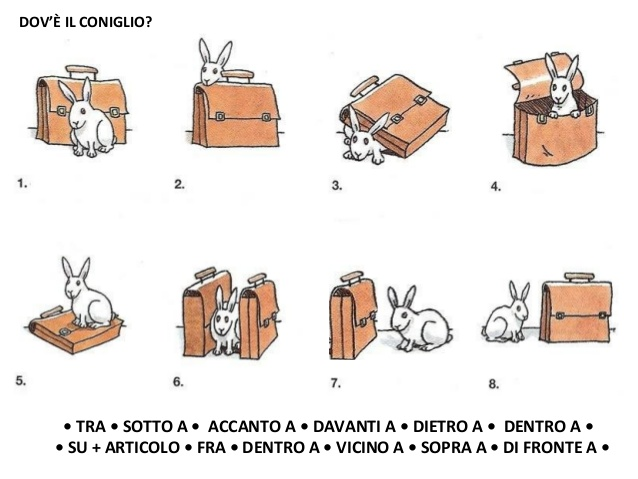 DOV'È IL CONIGLIO?
1.
2.
3.
4.
5.
6.
7.
8.
• TRA • SOTTO A • ACCANTO A • DAVANTI A • DIETRO A • DENTRO A •
• SU + ARTICOLO • FRA • DENTRO A • VICINO A • SOPRA A • DI FRONTE A •